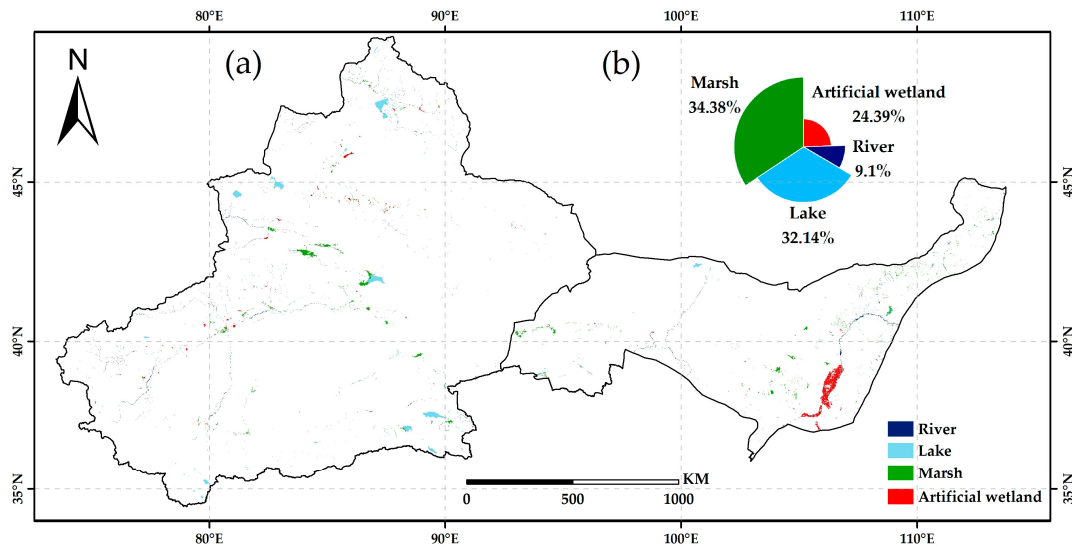 80°E 90°E 100°E 110°E
N
(a)
(b)
Marsh
34.38%
Artificial wetland
24.39%
River
9.1%
Lake
32.14%
45°N
45°N
40°N
40°N
35°N
35°N
River
Lake
Marsh
Artificial wetland
KM
0 500 1000
80°E 90°E 100°E 110°E